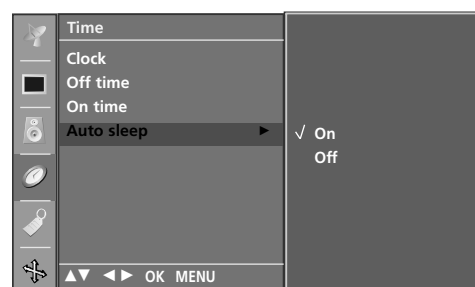 Time
Clock
Off time
On time
Auto sleep ►
√ On
Off
▲▼ ◄► OK MENU